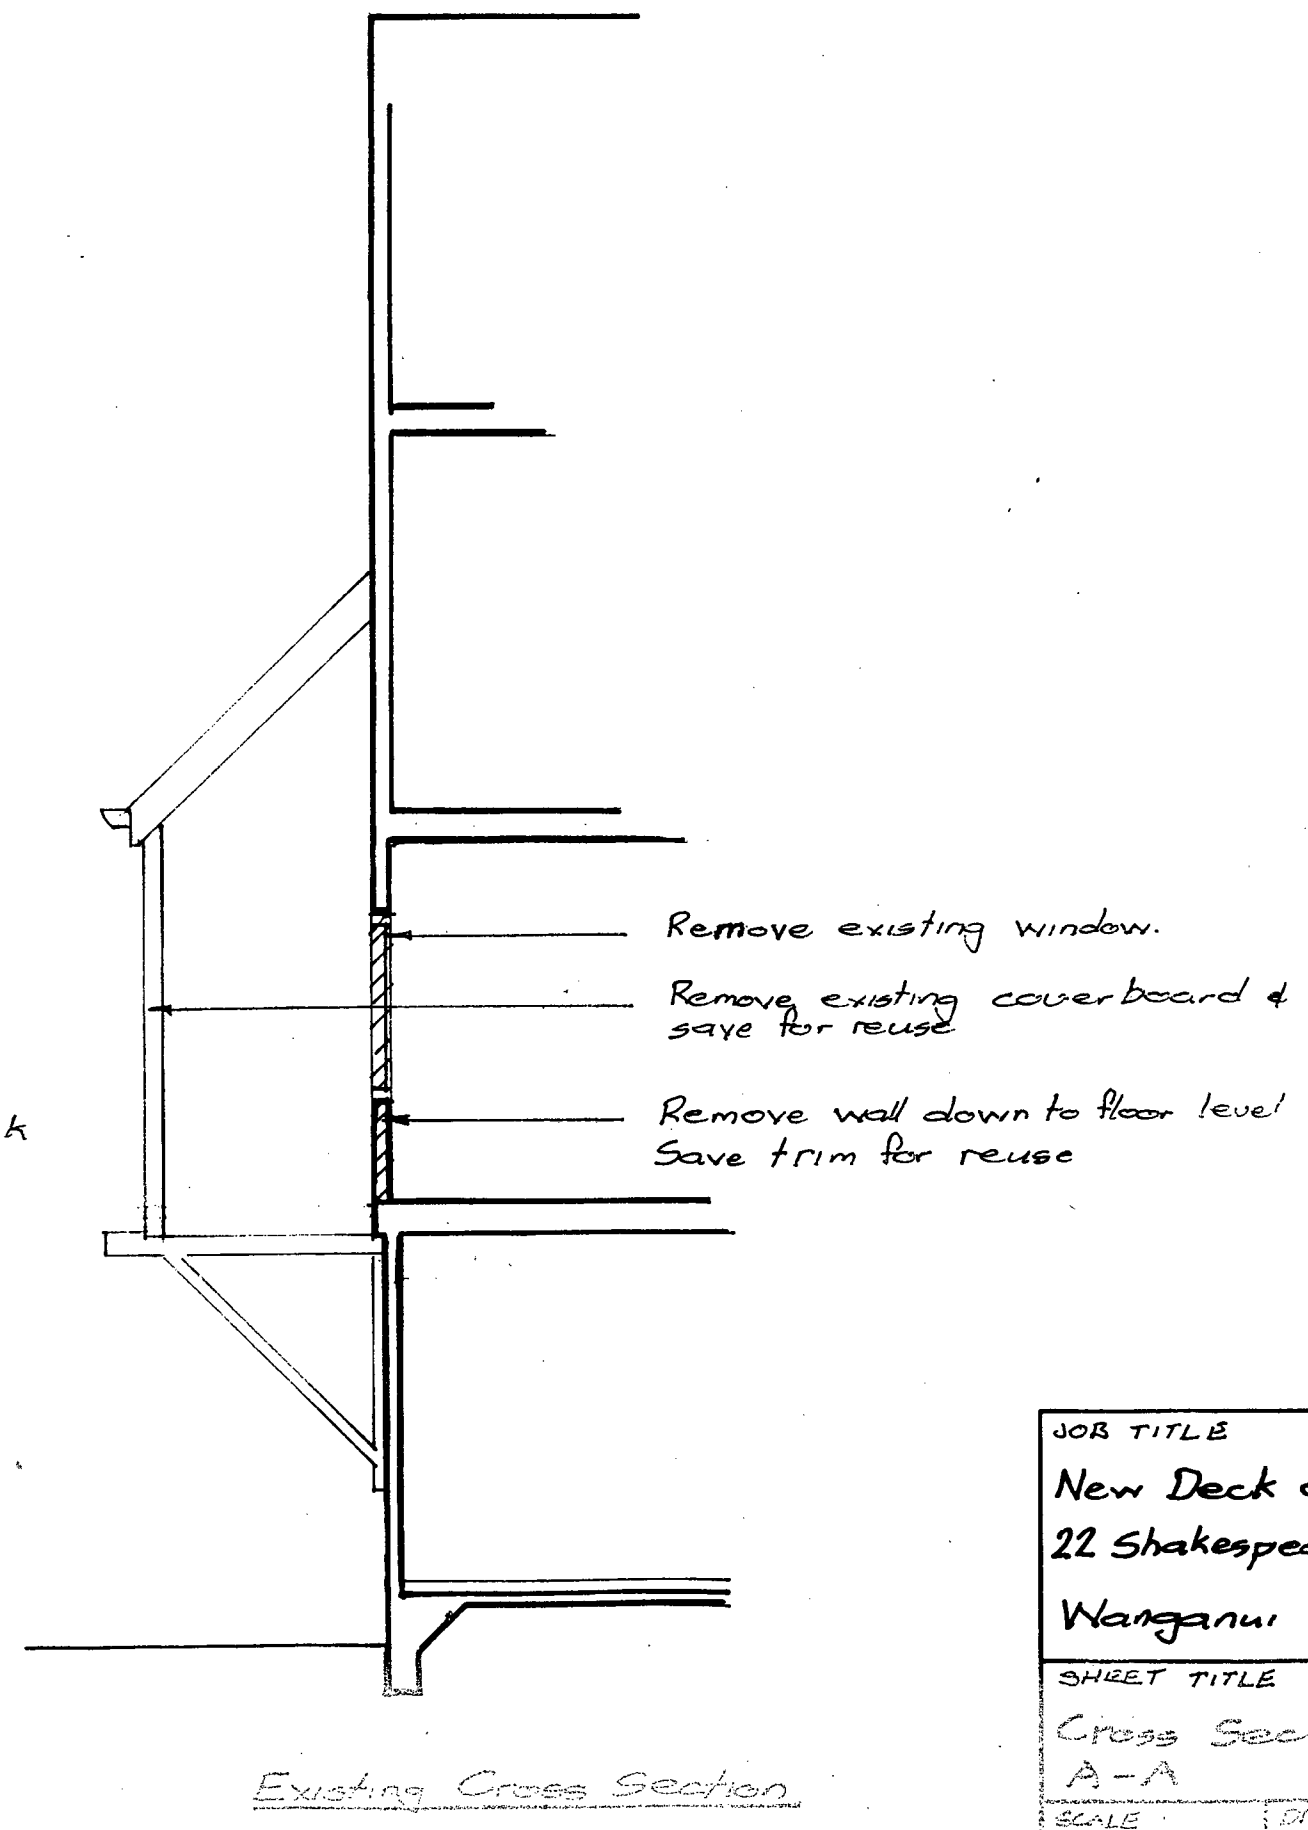 Remove existing window.
Remove existing coverboard &
save for reuse
Remove wall down to floor level
Save trim for reuse
k
JOB TITLE
New Deck
22 Shakespea
Wanganui
SHEET TITLE
Cross Sec
A-A
SCALE
Existing Cross Section